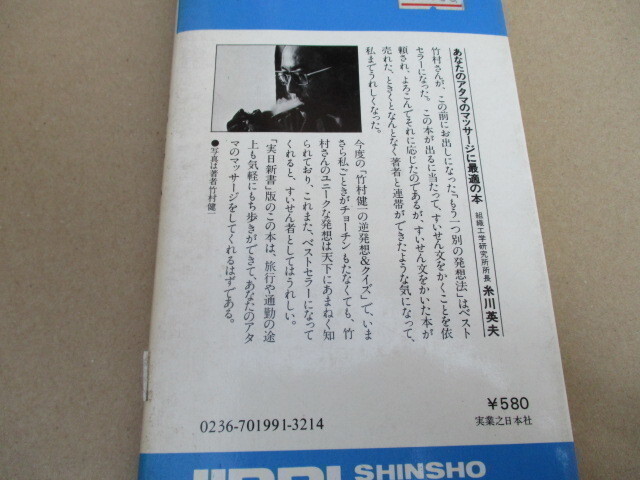 あなたのアタマのマッサージに最適の本
組織工学研究所所長 糸川英夫
竹村さんが、この前にお出しになった、「もう一つ別の発想法」はベスト
セラーになった。この本が出るに当たって、すいせん文をかくことを依
頼され、よろこんでそれに応じたのであるが、すいせん文をかいた本が
売れた、ときくとなんとなく著者と連帯ができたような気になって、
私までうれしくなった。
今度の「竹村健一の逆発想&クイズ」で、いま
さら私ごときがチョーチンもたなくても、竹
村さんのユニークな発想は天下にあまねく知
られており、これまた、ベストセラーになって
くれると、すいせん者としてはうれしい。
「実日新書」版のこの本は、旅行や通勤の途
上も気軽にもち歩きができて、あなたのアタ
マのマッサージをしてくれるはずである。
●写真は著者竹村健一
¥580
実業之日本社
0236-701991-3214
SHINSHO